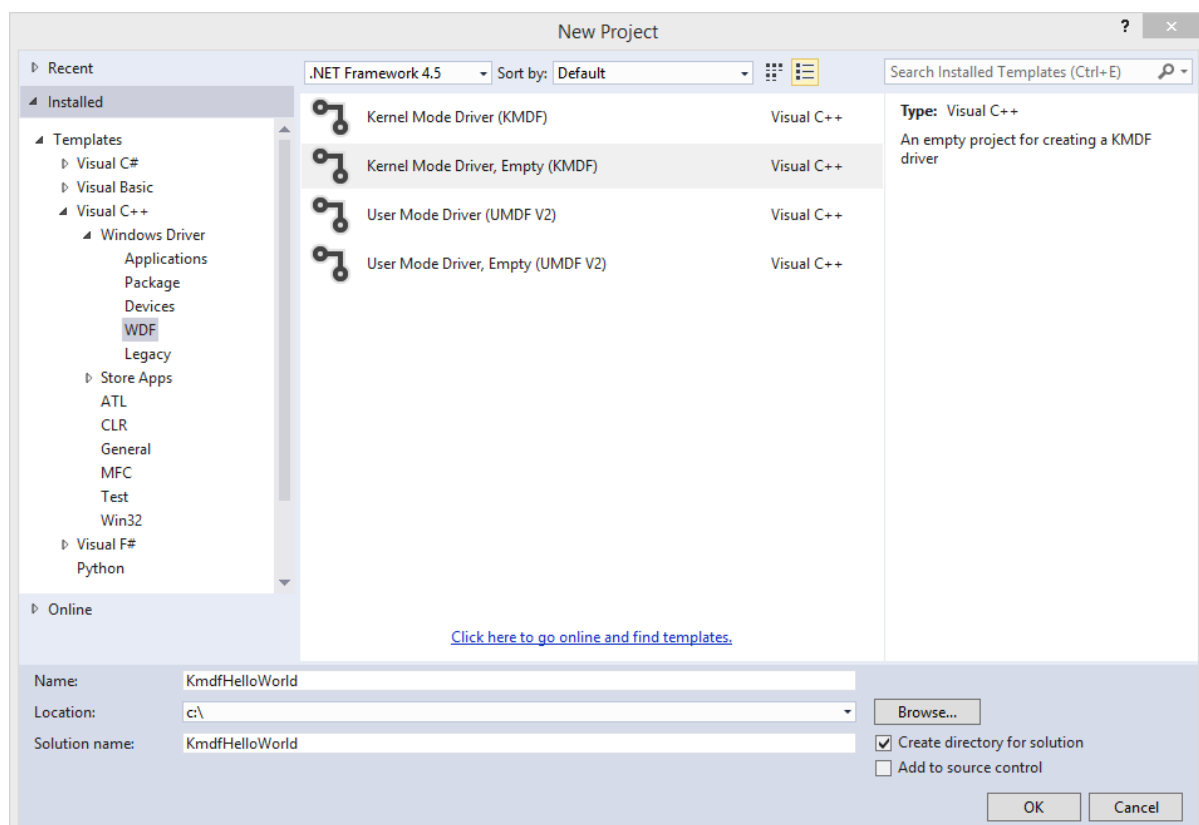 New Project
?
Recent
Installed
Templates
Visual C#
Visual Basic
Visual C++
Windows Driver
Applications
Package
Devices
WDF
Legacy
Store Apps
ATL
CLR
General
MFC
Test
Win32
Visual F#
Python
Online
.NET Framework 4.5 Sort by: Default
Kernel Mode Driver (KMDF) Visual C++
Kernel Mode Driver, Empty (KMDF) Visual C++
User Mode Driver (UMDF V2) Visual C++
User Mode Driver, Empty (UMDF V2) Visual C++
Click here to go online and find templates.
Search Installed Templates (Ctrl+E)
Type: Visual C++
An empty project for creating a KMDF
driver
Name: KmdfHelloWorld
Location: c:\
Browse...
Solution name: KmdfHelloWorld
Create directory for solution
Add to source control
OK Cancel